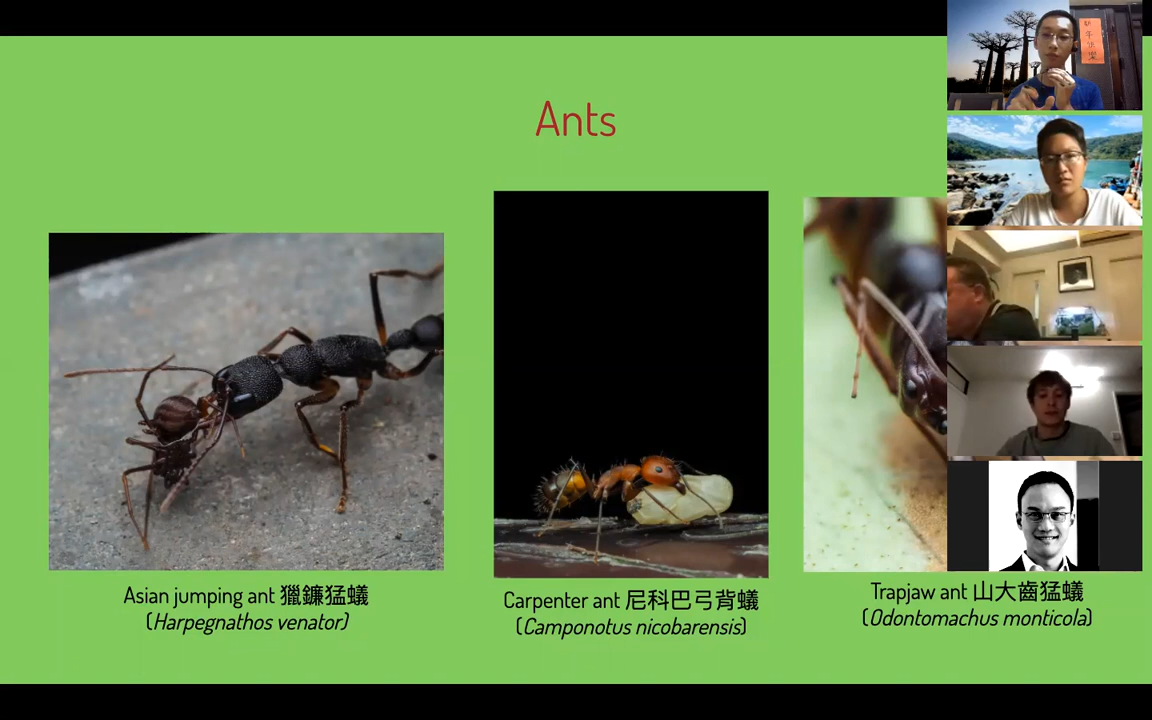 Ants
Asian jumping ant 獵鐮猛蟻
(Harpegnathos venator)
Carpenter ant 尼科巴弓背蟻
(Camponotus nicobarensis)
Trapjaw ant 山大齒猛蟻
(Odontomachus monticola)